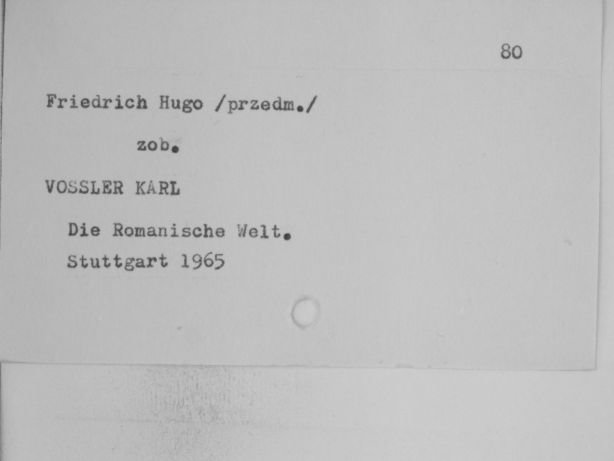 80
Friedrich Hugo /przedm./
zob.
VOSSLER KARL
Die Romanische Welt.
Stuttgart 1965